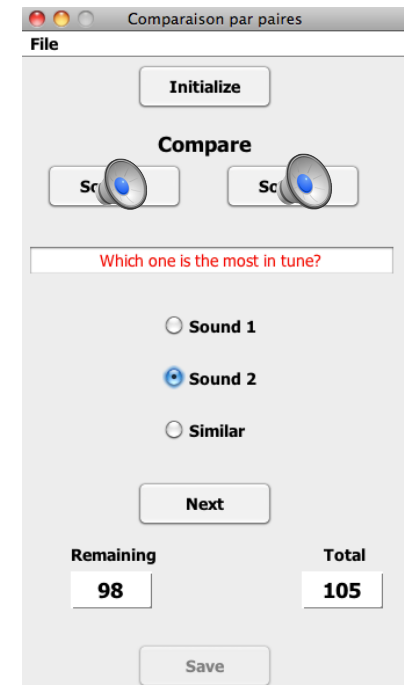 Comparaison par paires
File
Initialize
Compare
Which one is the most in tune?
Sound 1
Sound 2
Similar
Next
Remaining Total
98 105
Save